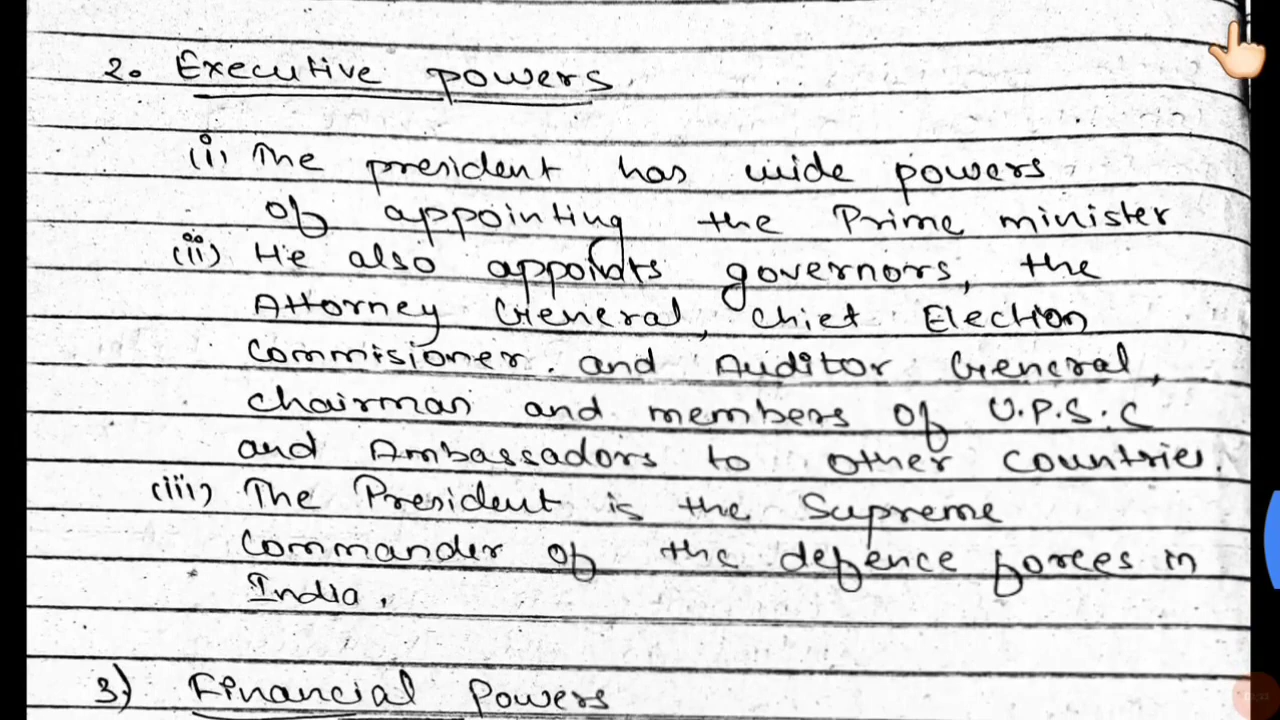 2. Executive powers
(i) The president has wide powers
of appointing the Prime minister
(ii) He also appoints governors, the
Attorney General, Chief Election
Commisioner. and Auditor General,
chairman and members of U.P.S.C
and Ambassadors to other countries.
(iii) The President is the Supreme
Commander of the defence forces in
India.
3) Financial Powers